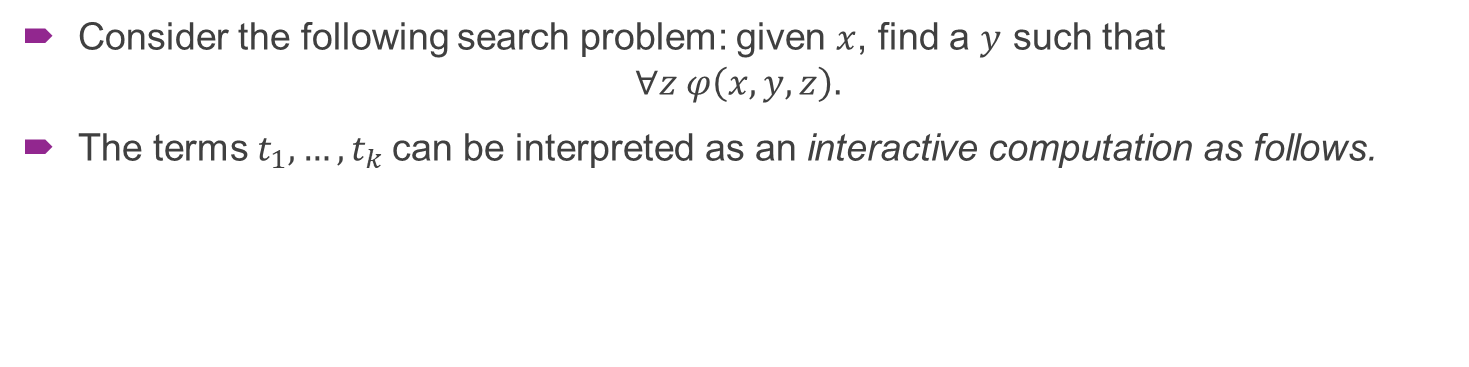 Consider the following search problem: given 𝑥, find a 𝑦 such that
∀𝑧 𝜑(𝑥, 𝑦, 𝑧).
The terms 𝑡₁, … , 𝑡ₖ can be interpreted as an interactive computation as follows.